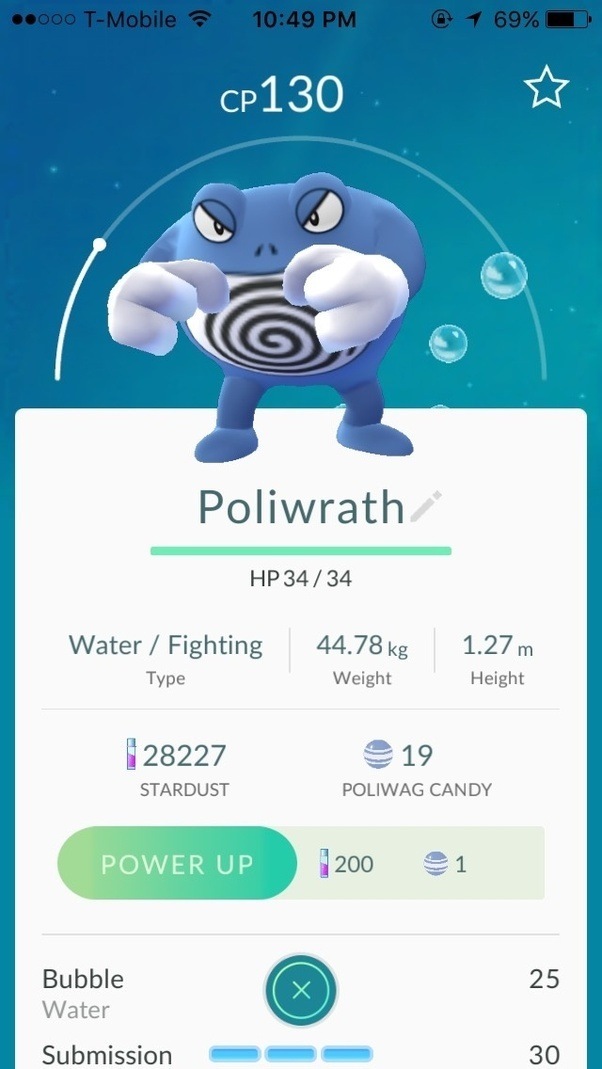 T-Mobile 10:49 PM 69%
CP130
Poliwrath
HP 34 / 34
Water / Fighting 44.78 kg 1.27 m
Type Weight Height
28227 19
STARDUST POLIWAG CANDY
POWER UP 200 1
Bubble 25
Water
Submission 30